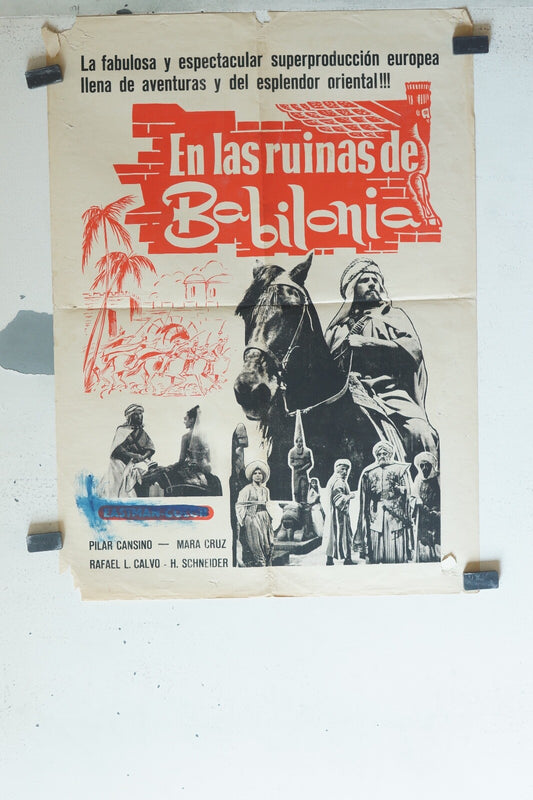 La fabulosa y espectacular superproducción europea
llena de aventuras y del esplendor oriental!!!
En las ruinas de
Babilonia
EASTMANCOLOR
PILAR CANSINO — MARA CRUZ
RAFAEL L. CALVO - H. SCHNEIDER